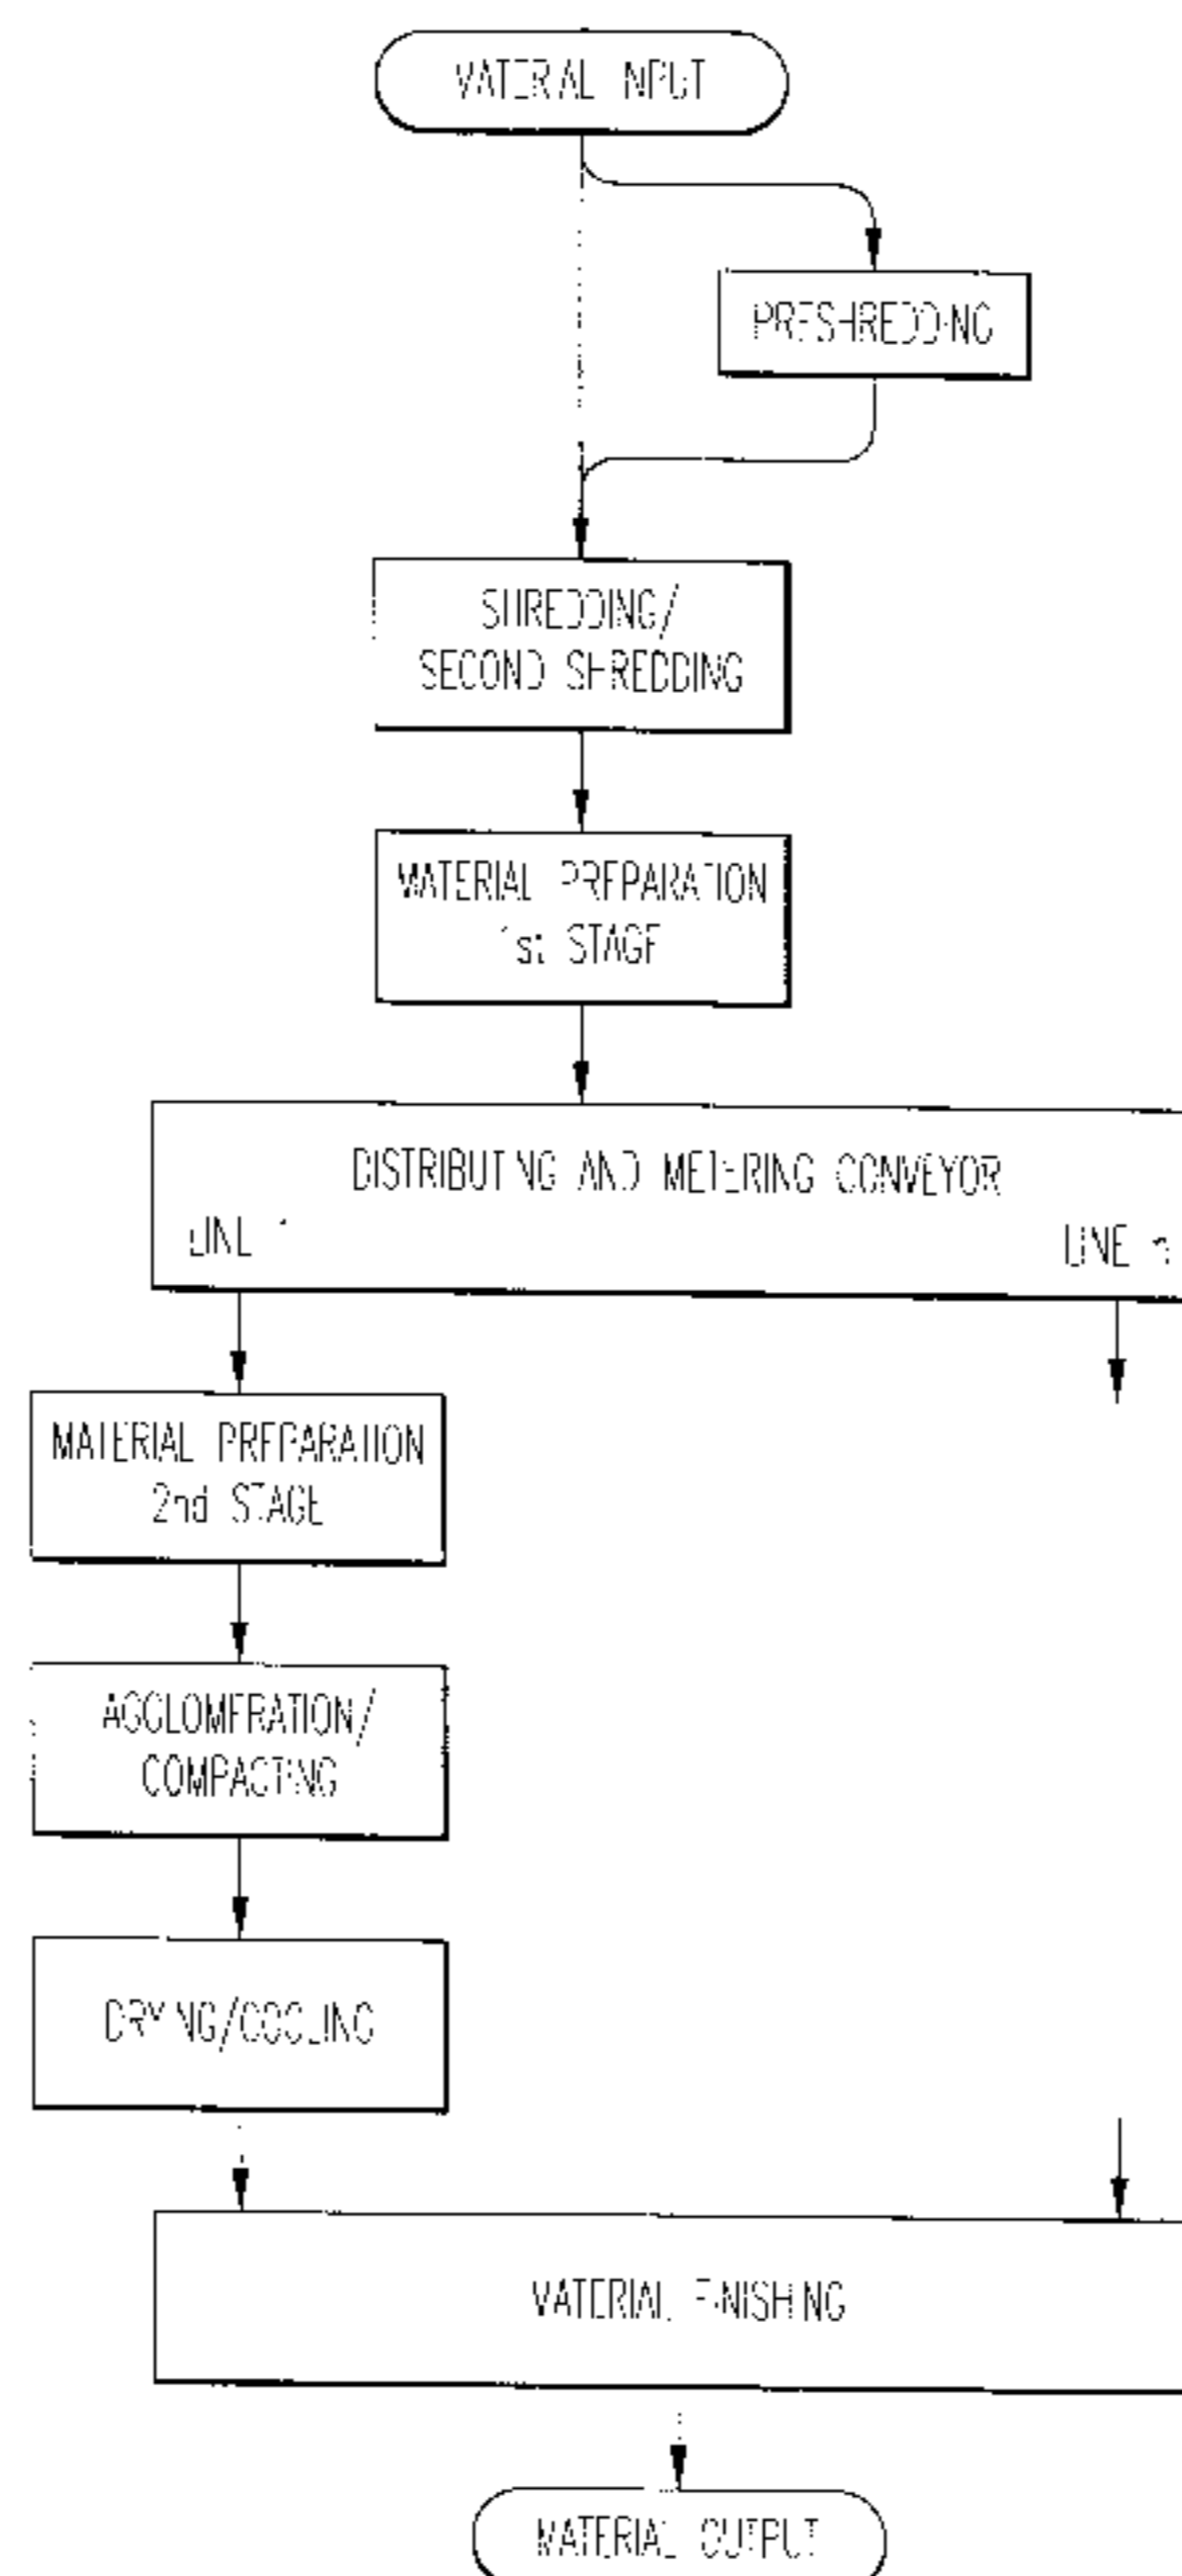 MATERIAL INPUT
PRESHREDDING
SHREDDING/
SECOND SHREDDING
MATERIAL PREPARATION
1st STAGE
DISTRIBUTING AND METERING CONVEYOR
LINE 1
LINE n
MATERIAL PREPARATION
2nd STAGE
AGGLOMERATION/
COMPACTING
DRYING/COOLING
MATERIAL FINISHING
MATERIAL OUTPUT